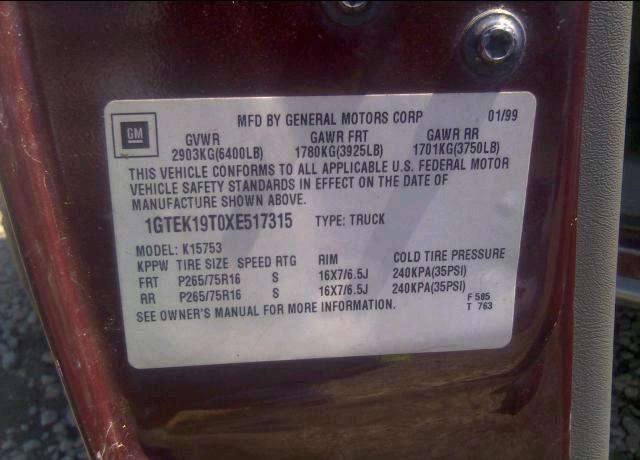 MFD BY GENERAL MOTORS CORP 01/99
GM
GVWR GAWR FRT GAWR RR
2903KG(6400LB) 1780KG(3925LB) 1701KG(3750LB)
THIS VEHICLE CONFORMS TO ALL APPLICABLE U.S. FEDERAL MOTOR
VEHICLE SAFETY STANDARDS IN EFFECT ON THE DATE OF
MANUFACTURE SHOWN ABOVE.
1GTEK19T0XE517315 TYPE: TRUCK
MODEL: K15753
KPPW TIRE SIZE SPEED RTG RIM COLD TIRE PRESSURE
FRT P265/75R16 S 16X7/6.5J 240KPA(35PSI)
RR P265/75R16 S 16X7/6.5J 240KPA(35PSI)
SEE OWNER'S MANUAL FOR MORE INFORMATION.
F 585
T 763